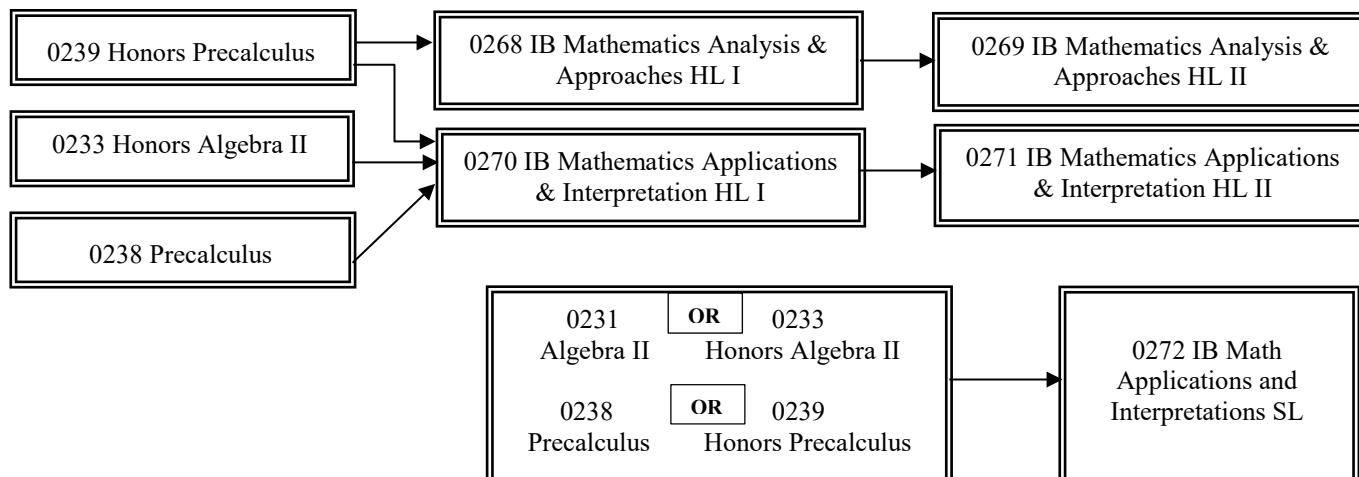 0239 Honors Precalculus
0268 IB Mathematics Analysis &
Approaches HL I
0269 IB Mathematics Analysis &
Approaches HL II
0233 Honors Algebra II
0270 IB Mathematics Applications
& Interpretation HL I
0271 IB Mathematics Applications
& Interpretation HL II
0238 Precalculus
0231 OR 0233
Algebra II Honors Algebra II
0238 OR 0239
Precalculus Honors Precalculus
0272 IB Math
Applications and
Interpretations SL